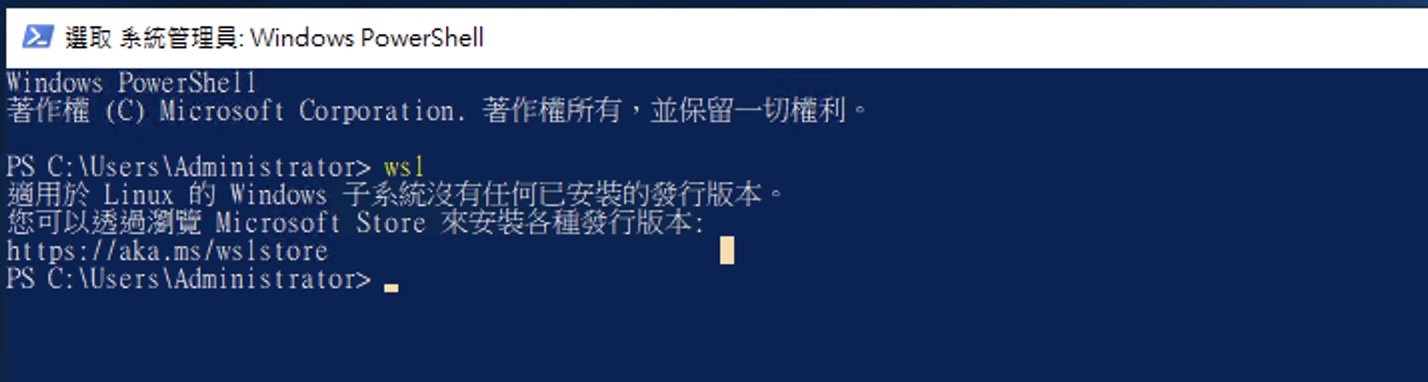 選取 系統管理員: Windows PowerShell
Windows PowerShell
著作權 (C) Microsoft Corporation. 著作權所有，並保留一切權利。
PS C:\Users\Administrator> wsl
適用於 Linux 的 Windows 子系統沒有任何已安裝的發行版本。
您可以透過瀏覽 Microsoft Store 來安裝各種發行版本:
https://aka.ms/wslstore
PS C:\Users\Administrator>